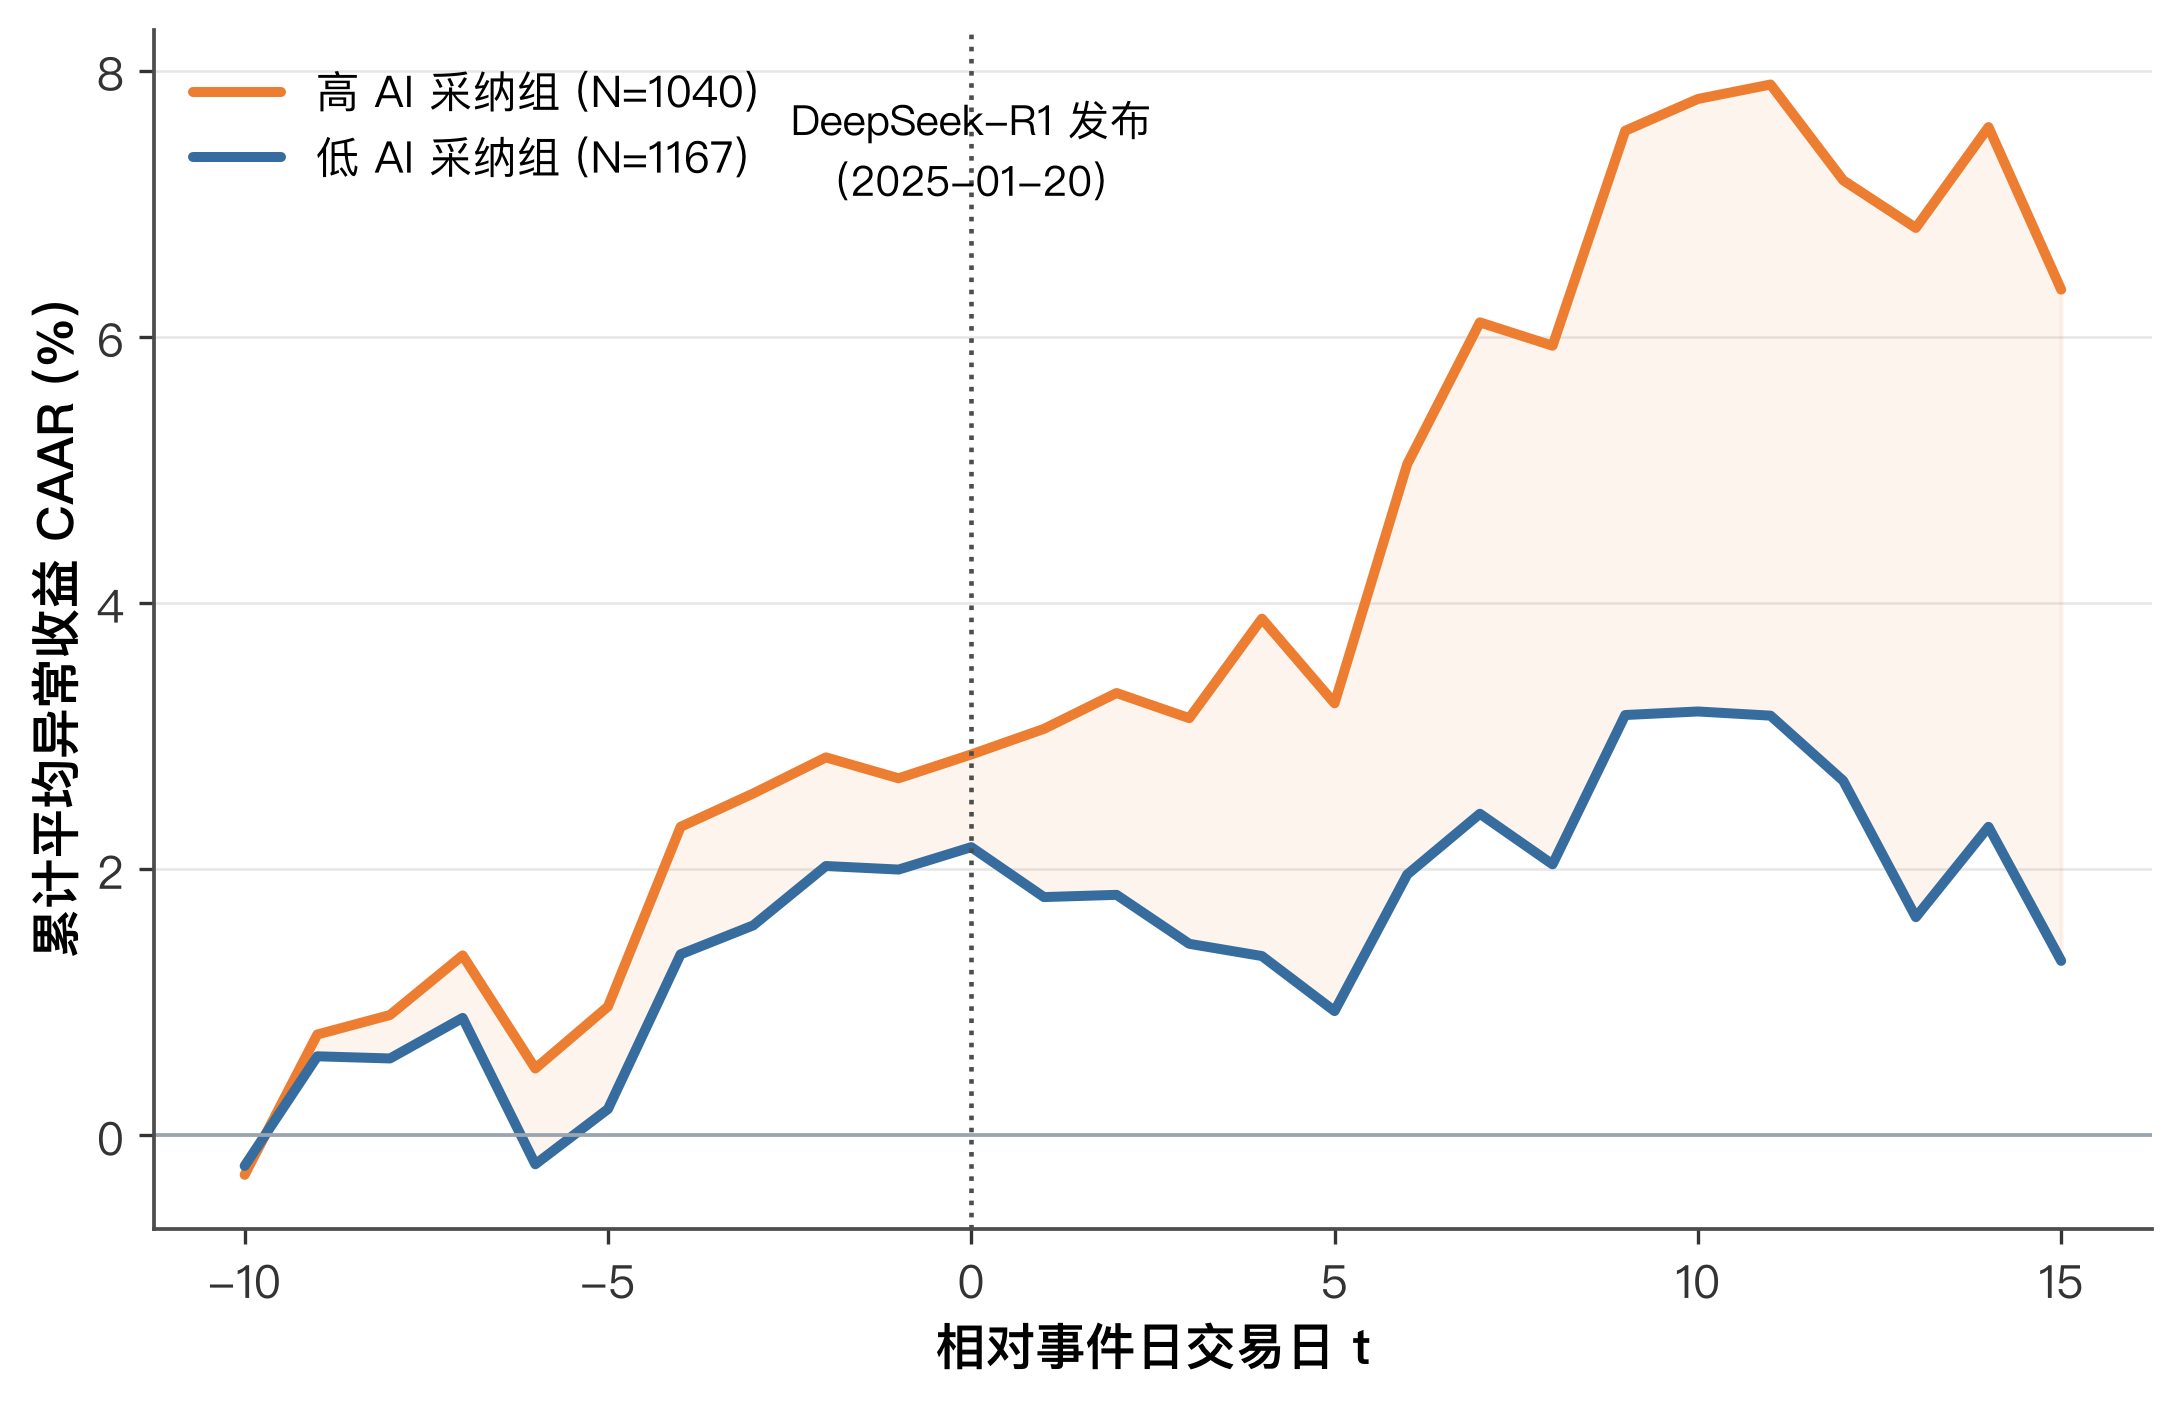 高 AI 采纳组 (N=1040)
低 AI 采纳组 (N=1167)
DeepSeek-R1 发布
(2025-01-20)
累计平均异常收益 CAAR (%)
8
6
4
2
0
−10
−5
0
5
10
15
相对事件日交易日 t